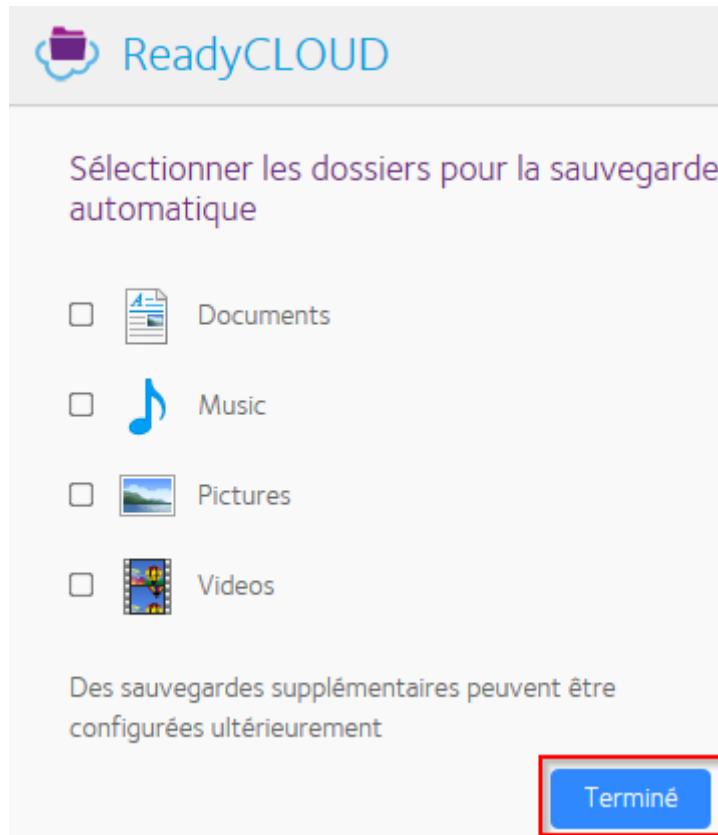 ReadyCLOUD
Sélectionner les dossiers pour la sauvegarde
automatique
Documents
Music
Pictures
Videos
Des sauvegardes supplémentaires peuvent être
configurées ultérieurement
Terminé